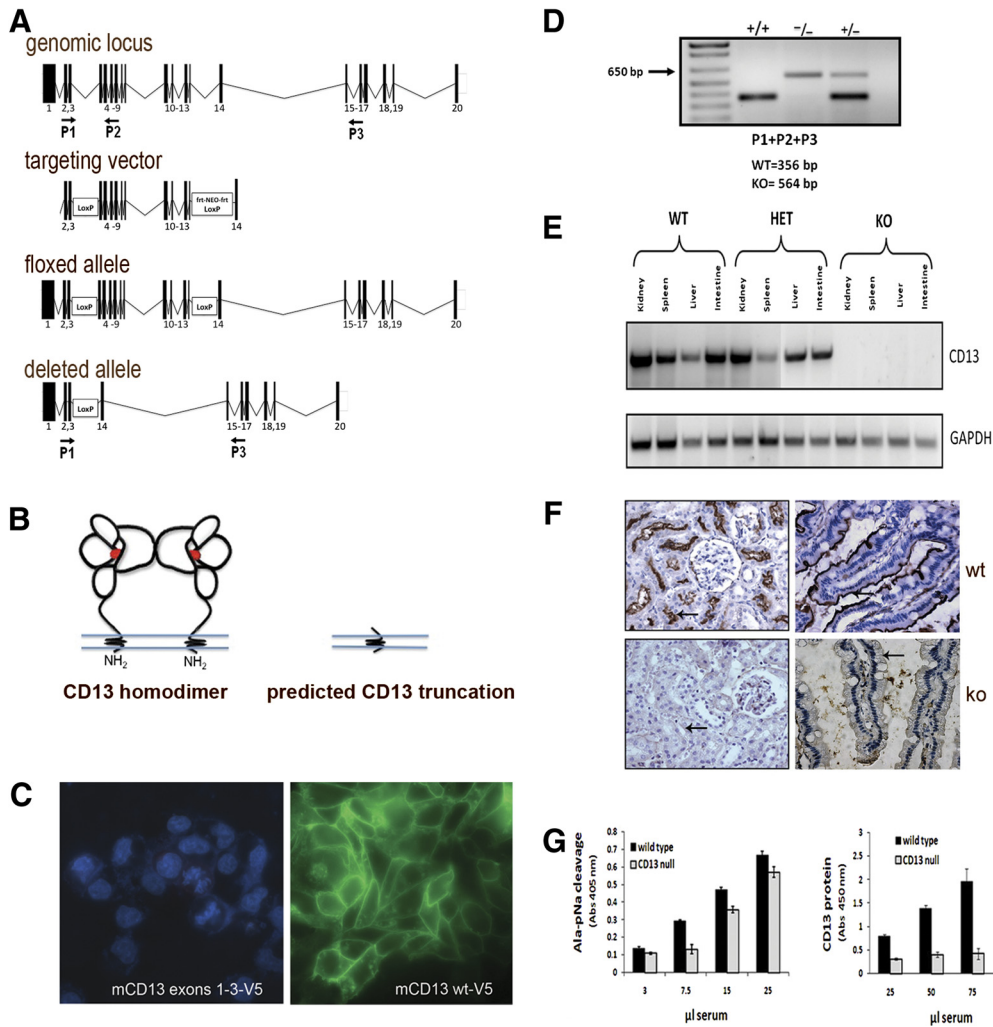 A
genomic locus
1 2,3 4 -9 10-13 14 15-17 18,19 20
P1 P2 P3
targeting vector
LoxP
frt-NEO-frt
LoxP
2,3 4 -9 10-13 14
floxed allele
LoxP LoxP
1 2,3 4 -9 10-13 14 15-17 18,19 20
deleted allele
LoxP
1 2,3 14 15-17 18,19 20
P1 P3
B
NH2 NH2
CD13 homodimer
predicted CD13 truncation
C
mCD13 exons 1-3-V5
mCD13 wt-V5
D
+/+ –/– +/–
650 bp
P1+P2+P3
WT=356 bp
KO= 564 bp
E
WT HET KO
Kidney Spleen Liver Intestine Kidney Spleen Liver Intestine Kidney Spleen Liver Intestine
CD13
GAPDH
F
wt
ko
G
Ala-pNa cleavage
(Abs 405 nm)
0.8
0.7
0.6
0.5
0.4
0.3
0.2
0.1
0
wild type
CD13 null
3 7.5 15 25
µl serum
CD13 protein
(Abs 450 nm)
3
2.5
2
1.5
1
0.5
0
wild type
CD13 null
25 50 75
µl serum